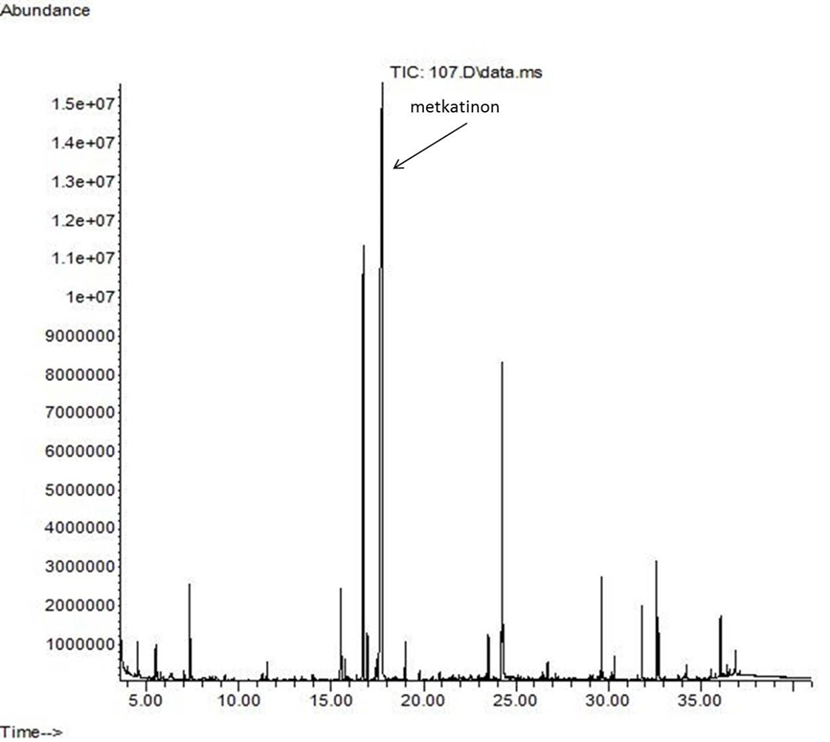 Abundance
TIC: 107.D\data.ms
metkatinon
1.5e+07
1.4e+07
1.3e+07
1.2e+07
1.1e+07
1e+07
9000000
8000000
7000000
6000000
5000000
4000000
3000000
2000000
1000000
5.00 10.00 15.00 20.00 25.00 30.00 35.00
Time-->